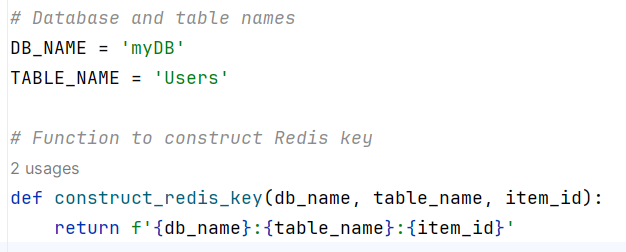 # Database and table names
DB_NAME = 'myDB'
TABLE_NAME = 'Users'
# Function to construct Redis key
2 usages
def construct_redis_key(db_name, table_name, item_id):
    return f'{db_name}:{table_name}:{item_id}'